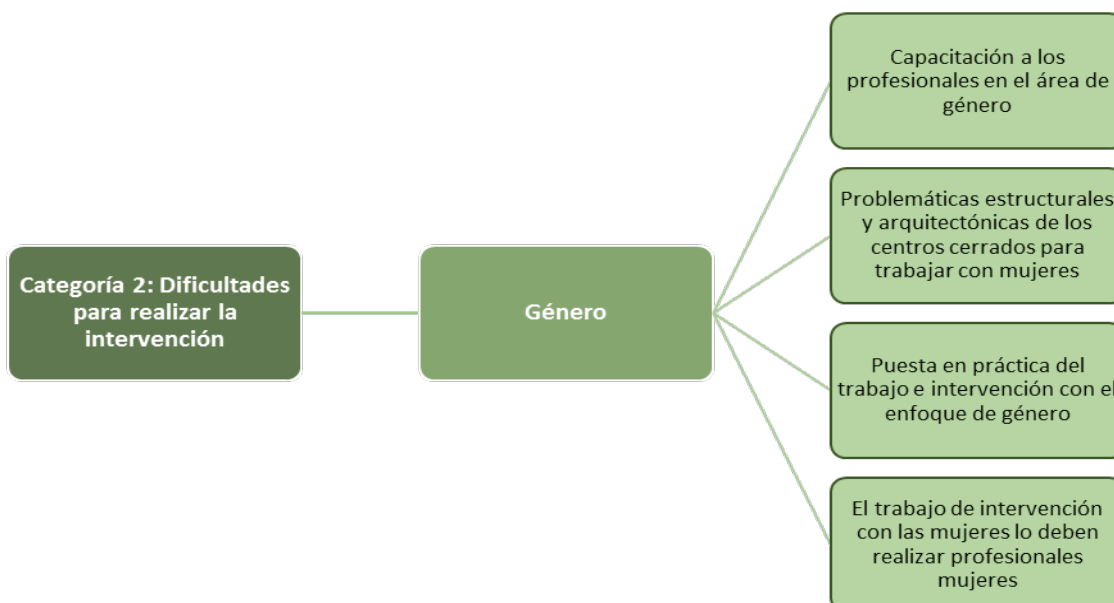 Categoría 2: Dificultades
para realizar la
intervención
Género
Capacitación a los
profesionales en el área de
género
Problemáticas estructurales
y arquitectónicas de los
centros cerrados para
trabajar con mujeres
Puesta en práctica del
trabajo e intervención con el
enfoque de género
El trabajo de intervención
con las mujeres lo deben
realizar profesionales
mujeres